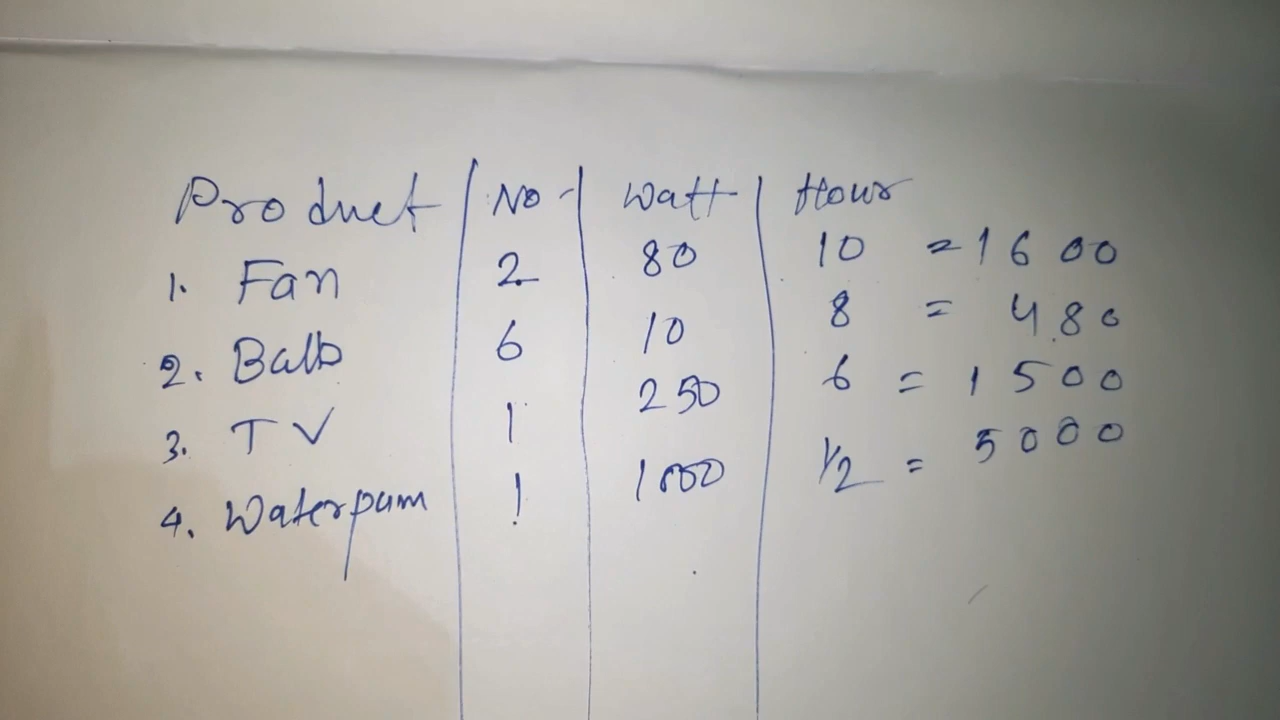 Product No - Watt Hour
1. Fan 2 80 10 = 1600
2. Balb 6 10 8 = 480
3. TV 1 250 6 = 1500
4. Waterpum 1 1000 1/2 = 5000